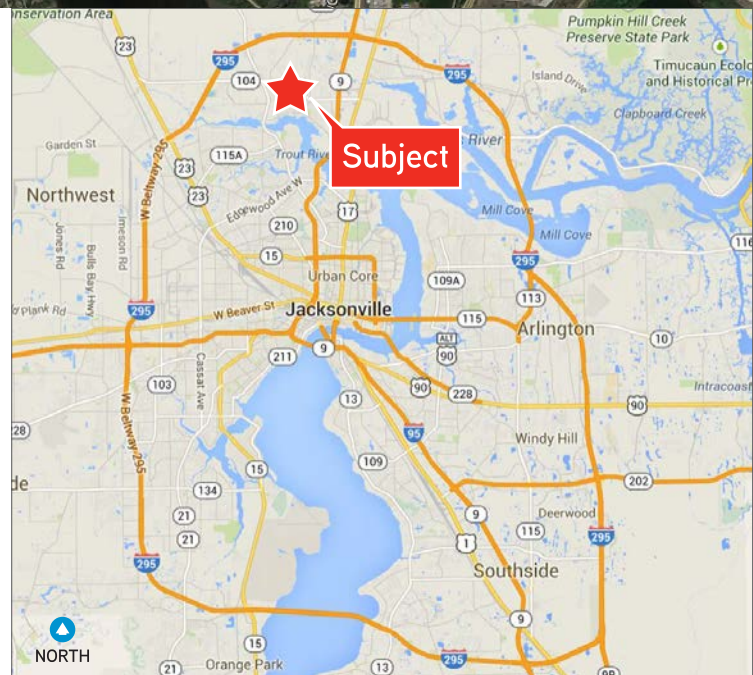 onservation Area
Pumpkin Hill Creek
Preserve State Park
23
295
295
Timucuan Ecolo
and Historical Pr
104
9
Island Drive
Clapboard Creek
Garden St
W Beltway 295
115A
Trout Rive
River
Subject
23
23
Northwest
Edgewood Ave W
17
Mill Cove
Jones Rd
Bulls Bay Hwy
Imeson Rd
210
Mill Cove
116
15
295
Urban Core
109A
113
295
W Beaver St
Jacksonville
115
Arlington
10
ALT
90
211
9
103
Cassat Ave
90
228
Intracoast
90
13
W Beltway 295
28
95
Windy Hill
109
15
202
de
134
9
Deerwood
21
115
295
21
1
295
Southside
NORTH
9
15
295
21
Orange Park
13
9B